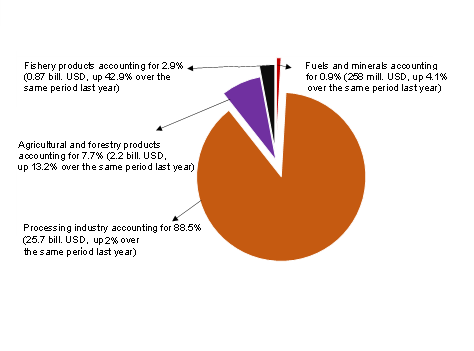 Fishery products accounting for 2.9%
(0.87 bill. USD, up 42.9% over the
same period last year)
Fuels and minerals accounting
for 0.9% (258 mill. USD, up 4.1%
over the same period last year)
Agricultural and forestry products
accounting for 7.7% (2.2 bill. USD,
up 13.2% over the same period last year)
Processing industry accounting for 88.5%
(25.7 bill. USD, up 2% over
the same period last year)